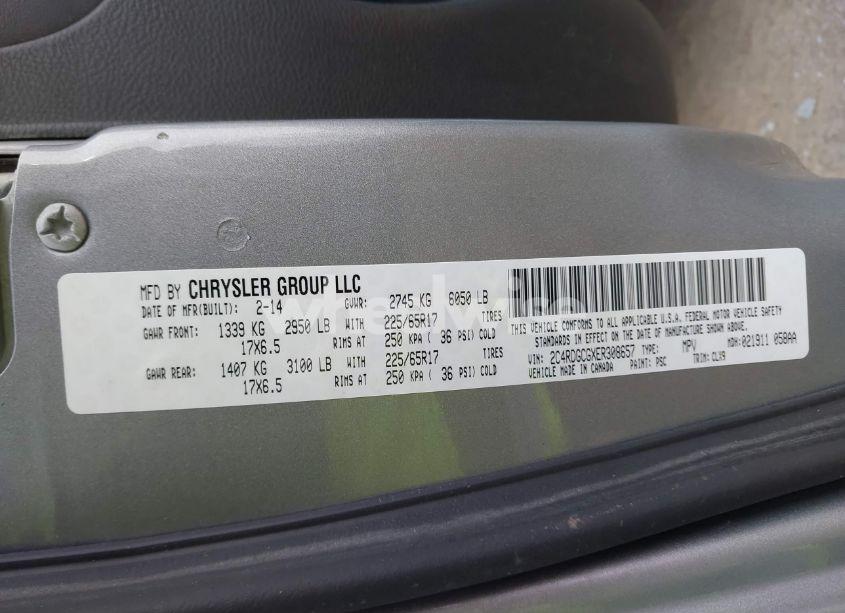 MFD BY CHRYSLER GROUP LLC
DATE OF MFR(BUILT): 2-14 GVWR: 2745 KG 6050 LB
GAWR FRONT: 1339 KG 2950 LB WITH 225/65R17 TIRES
17X6.5 RIMS AT 250 KPA ( 36 PSI) COLD
GAWR REAR: 1407 KG 3100 LB WITH 225/65R17 TIRES
17X6.5 RIMS AT 250 KPA ( 36 PSI) COLD
THIS VEHICLE CONFORMS TO ALL APPLICABLE U.S.A. FEDERAL MOTOR VEHICLE SAFETY
STANDARDS IN EFFECT ON THE DATE OF MANUFACTURE SHOWN ABOVE.
VIN: 2C4RDGCGXER308657 TYPE: MPV MDH: 021911 058AA
VEHICLE MADE IN CANADA PAINT: PSC TRIM: CLX9